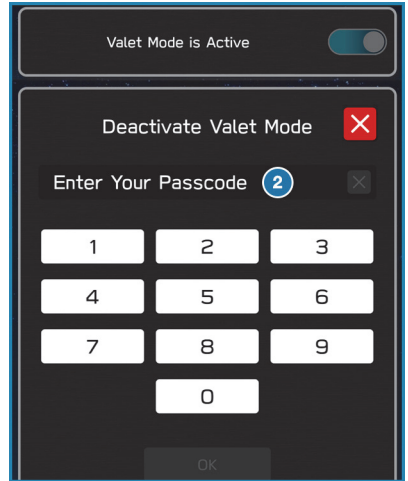 Valet Mode is Active
Deactivate Valet Mode
Enter Your Passcode 2
1 2 3
4 5 6
7 8 9
0
OK